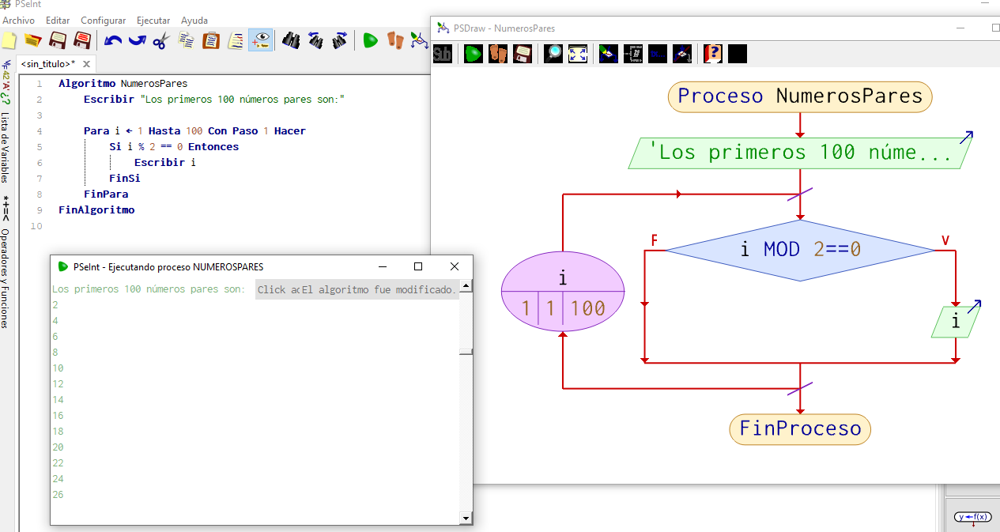 PSeInt
Archivo Editar Configurar Ejecutar Ayuda
<sin_titulo>*
1 Algoritmo NumerosPares
2 Escribir "Los primeros 100 números pares son:"
3
4 Para i ← 1 Hasta 100 Con Paso 1 Hacer
5 Si i % 2 == 0 Entonces
6 Escribir i
7 FinSi
8 FinPara
9 FinAlgoritmo
10
Lista de Variables
*+=<
Operadores y Funciones
PSeInt - Ejecutando proceso NUMEROSPARES
Los primeros 100 números pares son:
Click ac
El algoritmo fue modificado.
2
4
6
8
10
12
14
16
18
20
22
24
26
PSDraw - NumerosPares
Sub
Proceso NumerosPares
'Los primeros 100 núme...
i MOD 2==0
F
V
i
1 1 100
i
FinProceso
y←f(x)